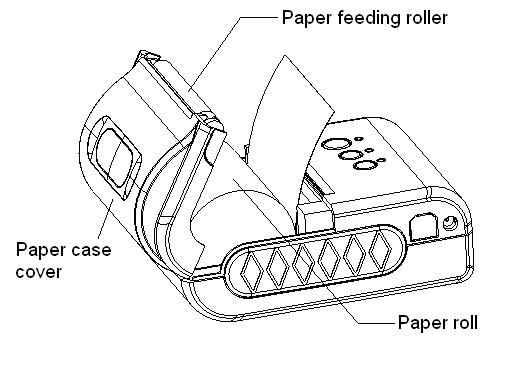 Paper feeding roller
Paper case
cover
Paper roll